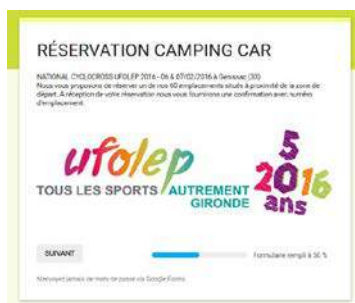 RÉSERVATION CAMPING CAR
NATIONAL CYCLOCROSS UFOLEP 2016 - 06 & 07/02/2016 à Genissac (33)
Nous vous proposons de réserver un de nos 60 emplacements situés à proximité de la zone de
départ. A réception de votre réservation nous vous fournirons une confirmation avec numéro
d'emplacement.
ufolep
TOUS LES SPORTS AUTREMENT
GIRONDE
5
2016
ans
SUIVANT
Formulaire rempli à 50 %
N'envoyez jamais de mots de passe via Google Forms.